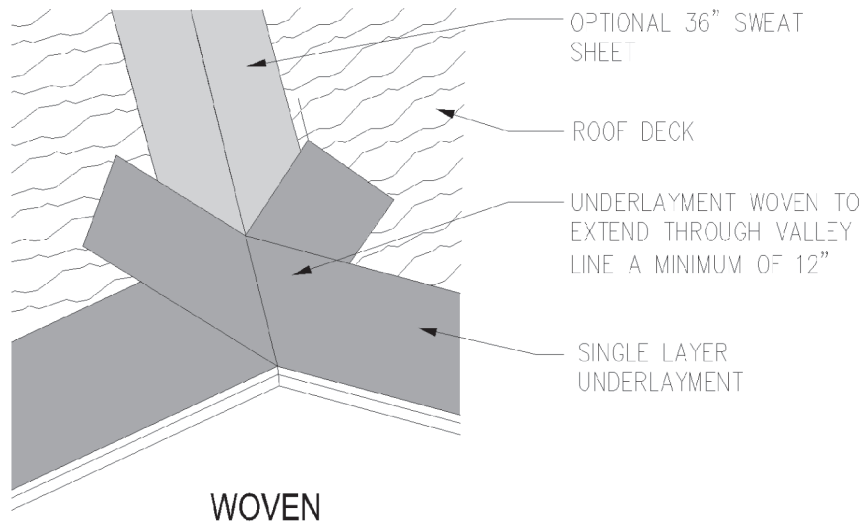 OPTIONAL 36" SWEAT
SHEET
ROOF DECK
UNDERLAYMENT WOVEN TO
EXTEND THROUGH VALLEY
LINE A MINIMUM OF 12"
SINGLE LAYER
UNDERLAYMENT
WOVEN